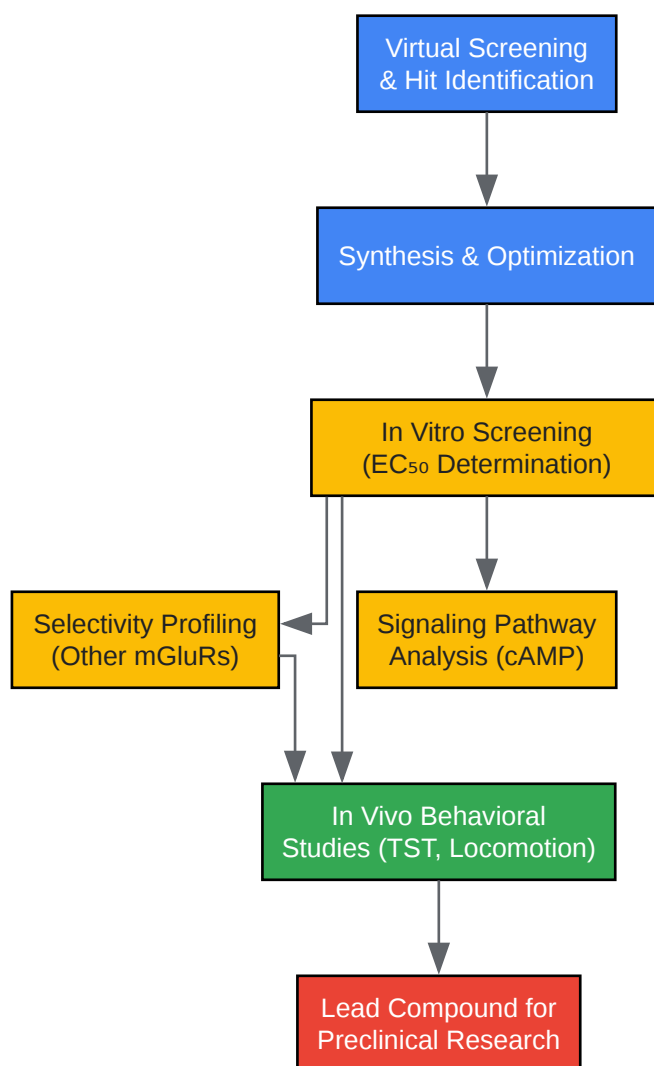 Virtual Screening
& Hit Identification
Synthesis & Optimization
In Vitro Screening
(EC₅₀ Determination)
Selectivity Profiling
(Other mGluRs)
Signaling Pathway
Analysis (cAMP)
In Vivo Behavioral
Studies (TST, Locomotion)
Lead Compound for
Preclinical Research